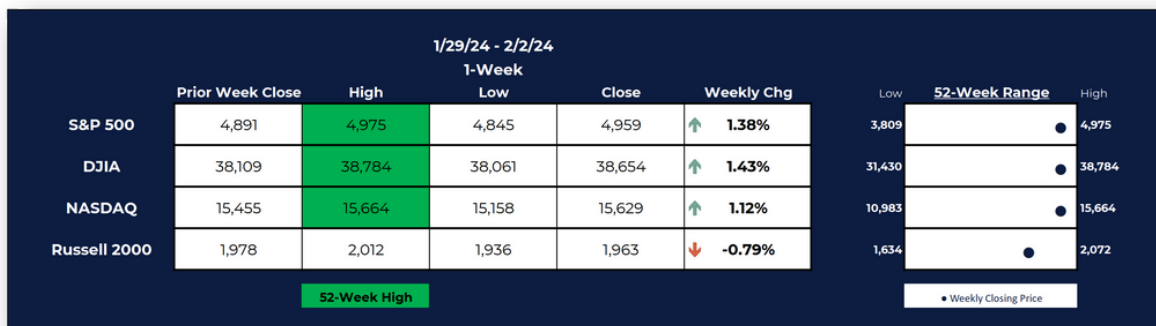 1/29/24 - 2/2/24
1-Week
Prior Week Close High Low Close Weekly Chg Low 52-Week Range High
S&P 500 4,891 4,975 4,845 4,959 1.38% 3,809 4,975
DJIA 38,109 38,784 38,061 38,654 1.43% 31,430 38,784
NASDAQ 15,455 15,664 15,158 15,629 1.12% 10,983 15,664
Russell 2000 1,978 2,012 1,936 1,963 -0.79% 1,634 2,072
52-Week High • Weekly Closing Price